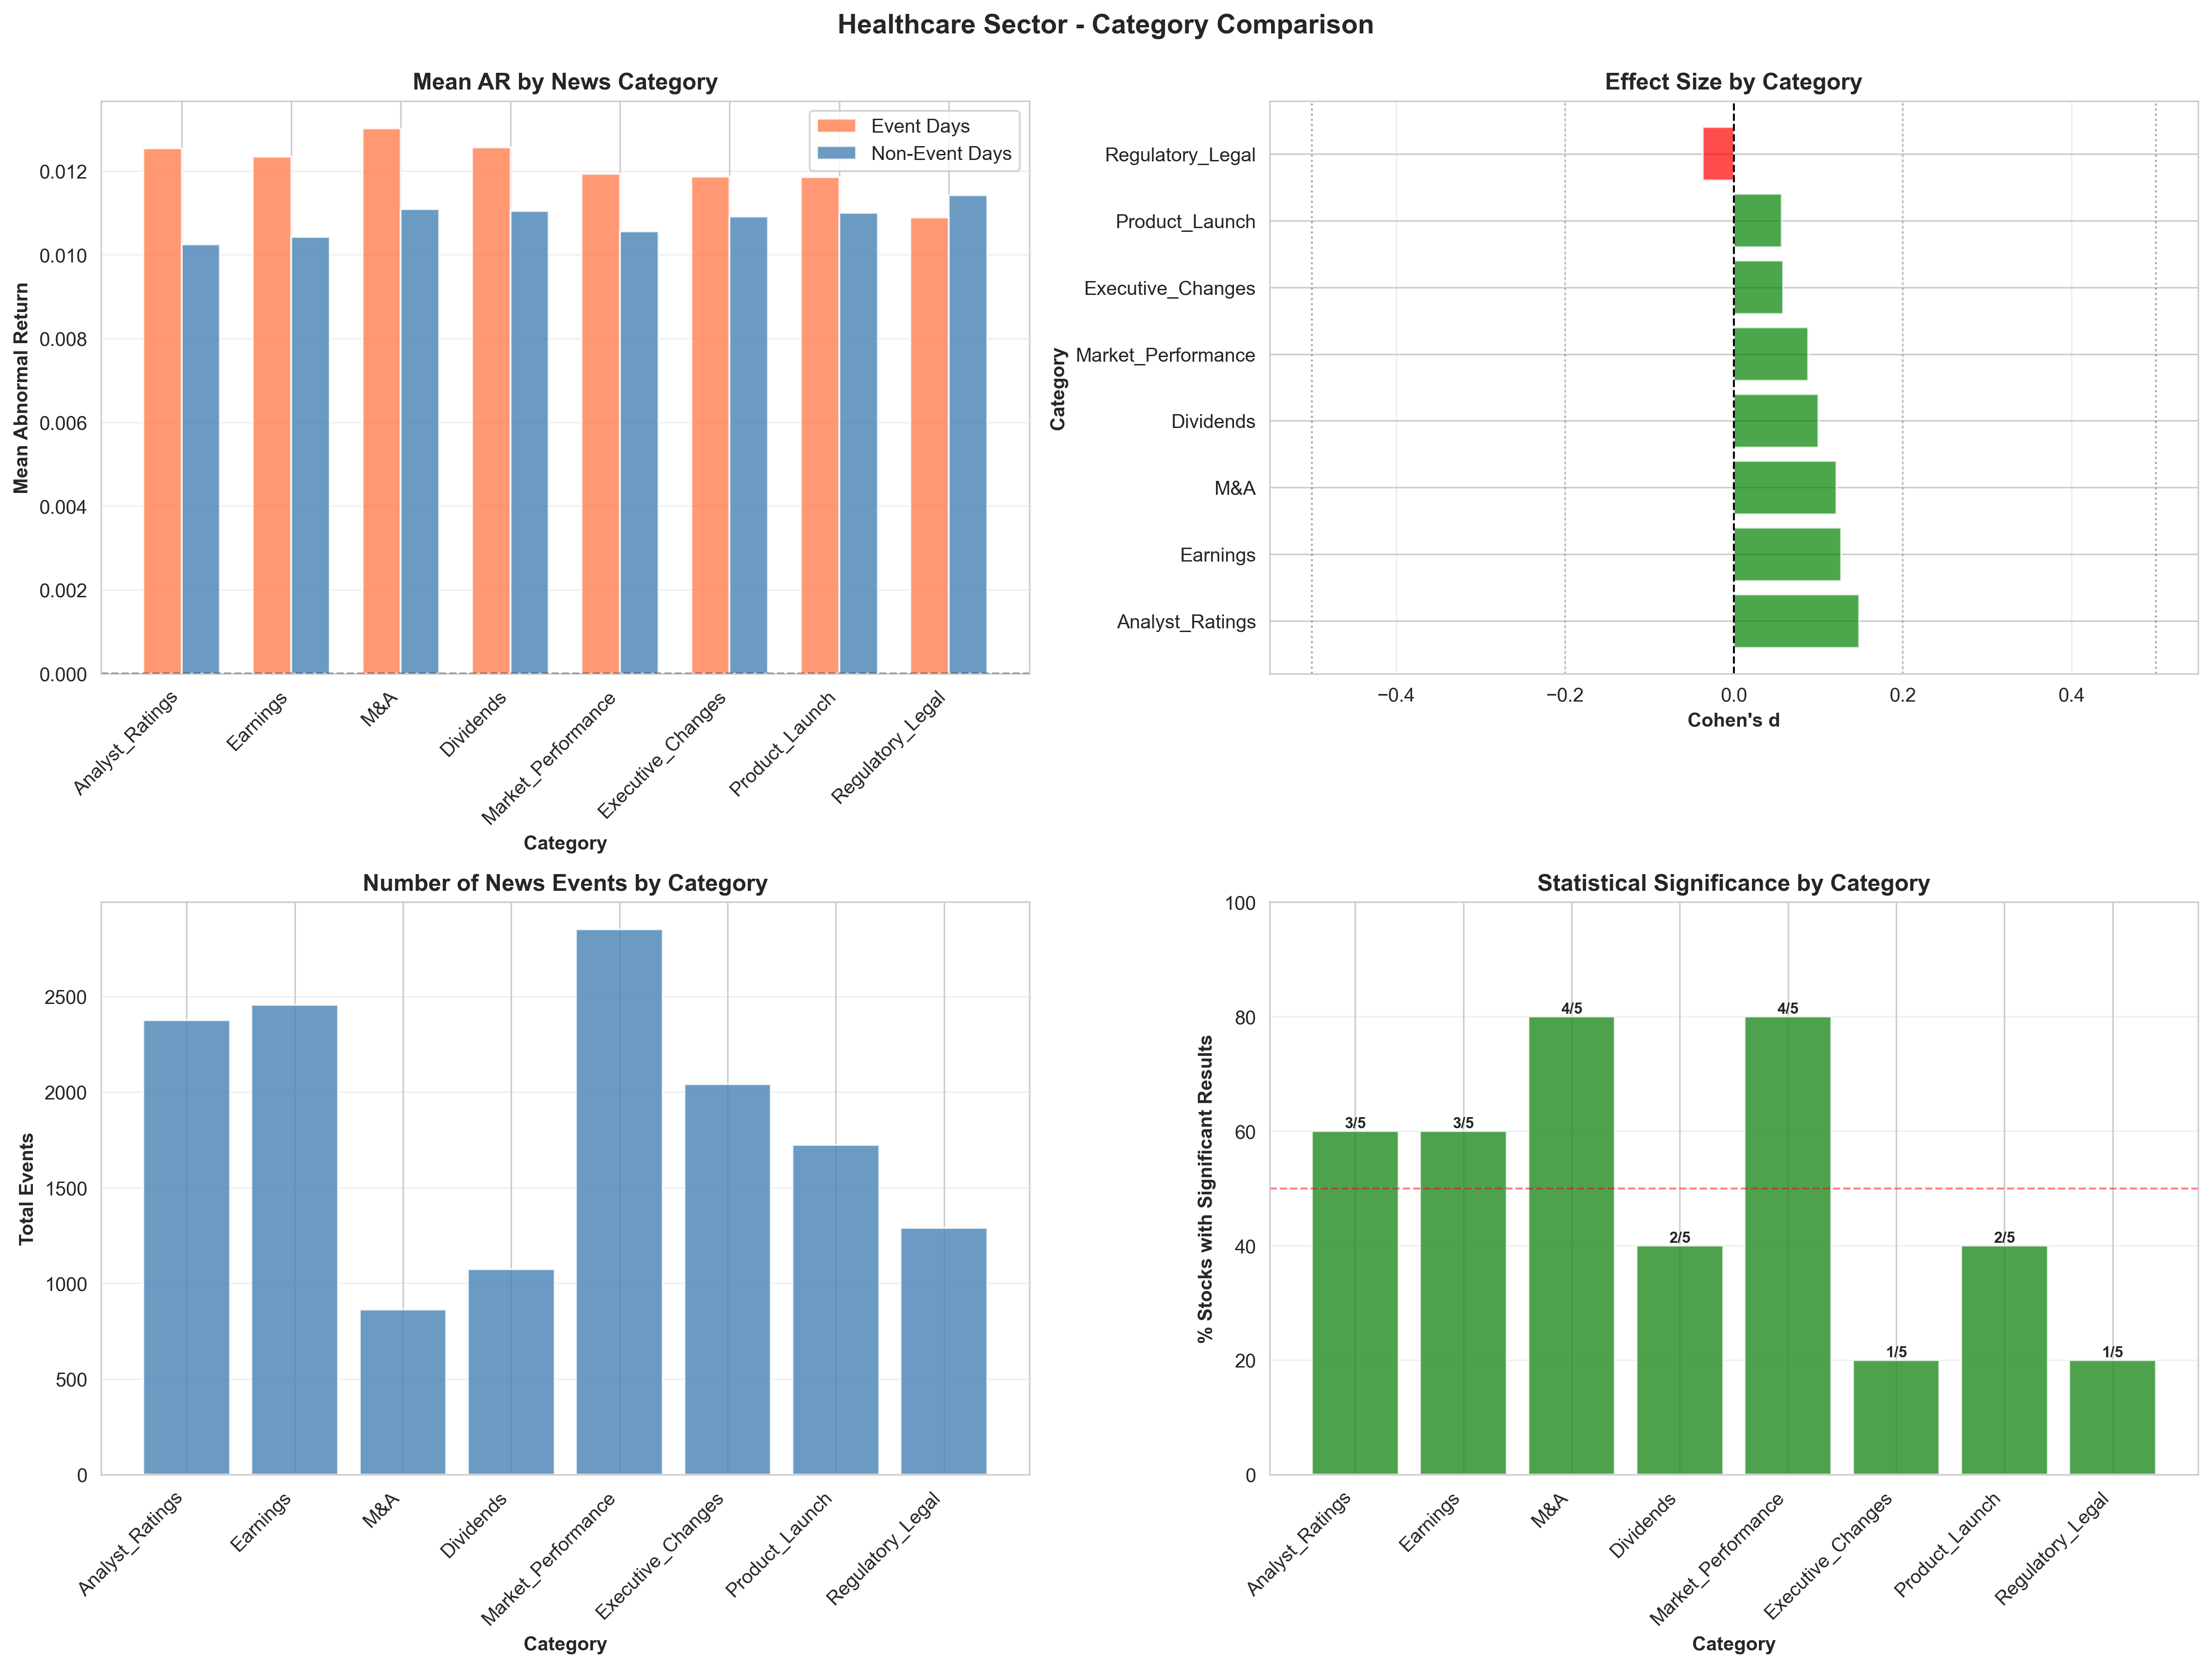 Healthcare Sector - Category Comparison
Mean AR by News Category
Mean Abnormal Return
0.012
0.010
0.008
0.006
0.004
0.002
0.000
Event Days
Non-Event Days
Analyst_Ratings
Earnings
M&A
Dividends
Market_Performance
Executive_Changes
Product_Launch
Regulatory_Legal
Category
Effect Size by Category
Category
Regulatory_Legal
Product_Launch
Executive_Changes
Market_Performance
Dividends
M&A
Earnings
Analyst_Ratings
−0.4
−0.2
0.0
0.2
0.4
Cohen's d
Number of News Events by Category
Total Events
2500
2000
1500
1000
500
0
Analyst_Ratings
Earnings
M&A
Dividends
Market_Performance
Executive_Changes
Product_Launch
Regulatory_Legal
Category
Statistical Significance by Category
% Stocks with Significant Results
100
80
60
40
20
0
3/5
3/5
4/5
2/5
4/5
1/5
2/5
1/5
Analyst_Ratings
Earnings
M&A
Dividends
Market_Performance
Executive_Changes
Product_Launch
Regulatory_Legal
Category